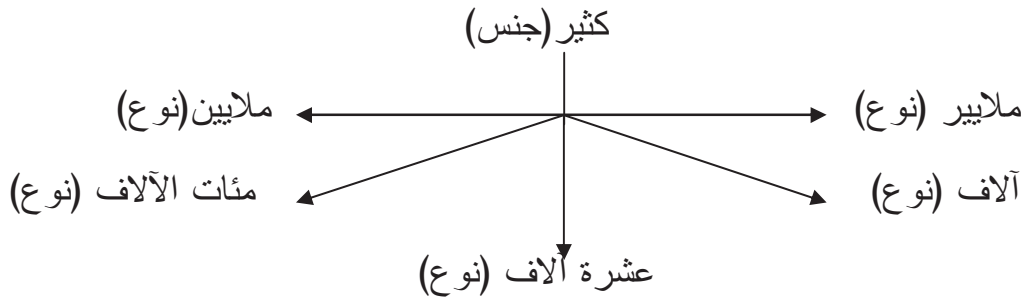 كثير (جنس)
ملايير (نوع)
ملايين (نوع)
آلاف (نوع)
مئات الآلاف (نوع)
عشرة آلاف (نوع)